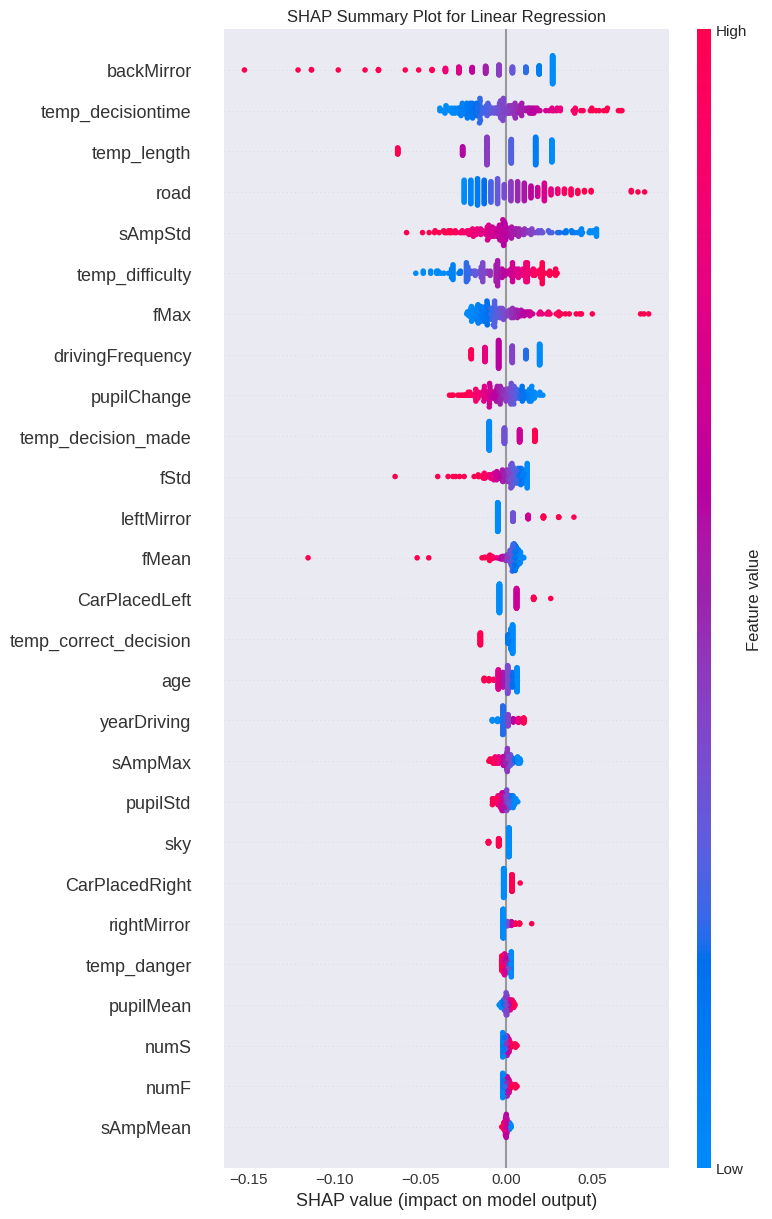 SHAP Summary Plot for Linear Regression
High
backMirror
temp_decisiontime
temp_length
road
sAmpStd
temp_difficulty
fMax
drivingFrequency
pupilChange
temp_decision_made
fStd
leftMirror
fMean
CarPlacedLeft
temp_correct_decision
age
yearDriving
sAmpMax
pupilStd
sky
CarPlacedRight
rightMirror
temp_danger
pupilMean
numS
numF
sAmpMean
Feature value
Low
−0.15 −0.10 −0.05 0.00 0.05
SHAP value (impact on model output)